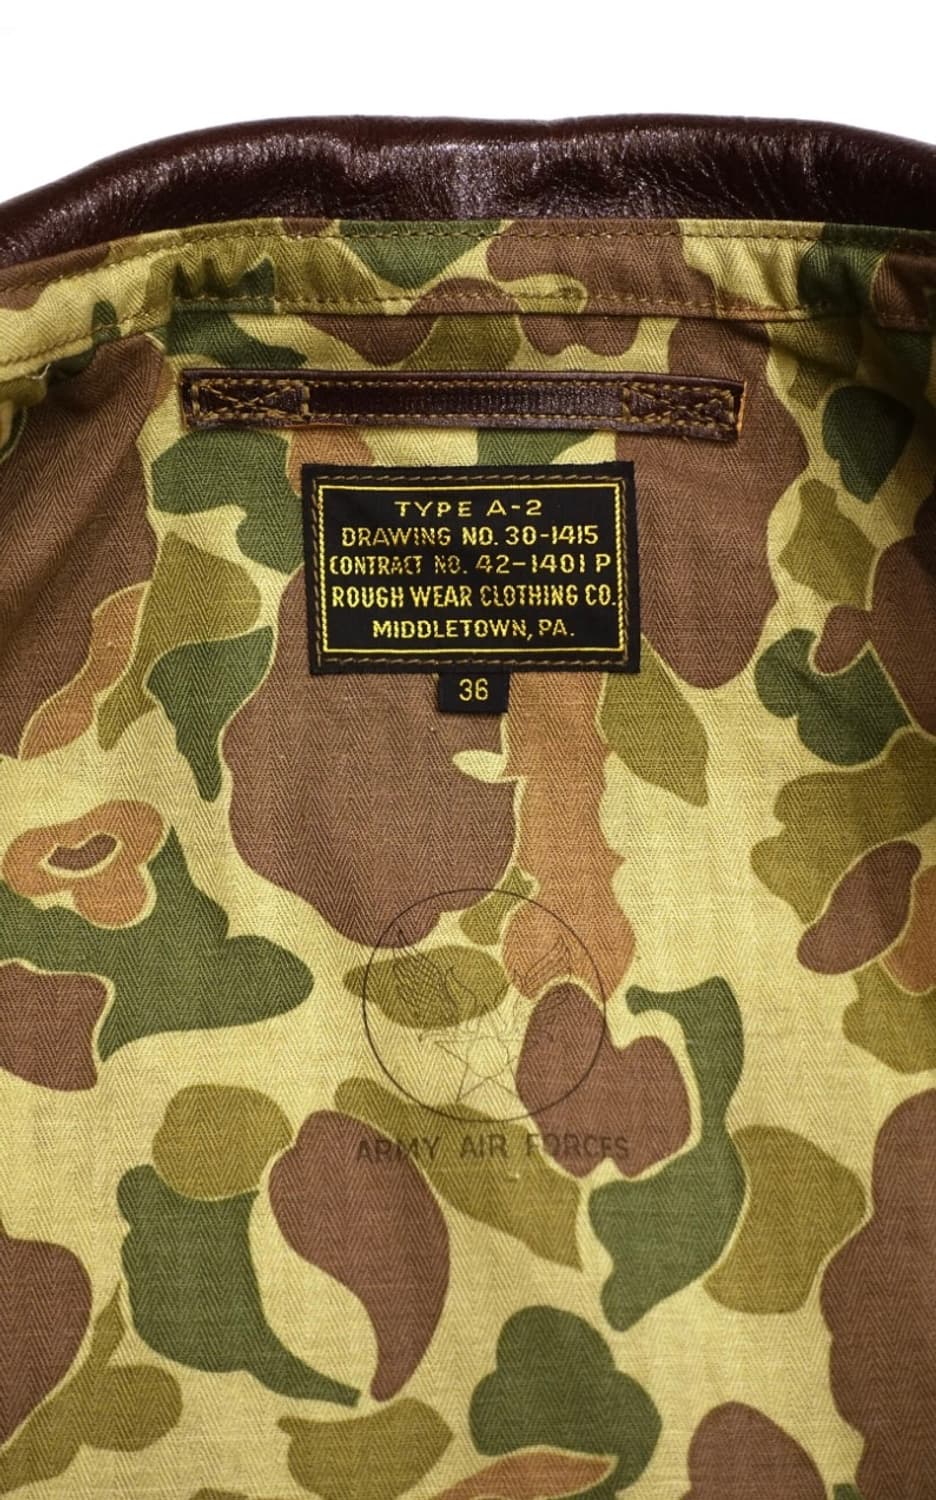 TYPE A-2
DRAWING NO. 30-1415
CONTRACT NO. 42-1401 P
ROUGH WEAR CLOTHING CO.
MIDDLETOWN, PA.
36
ARMY AIR FORCES